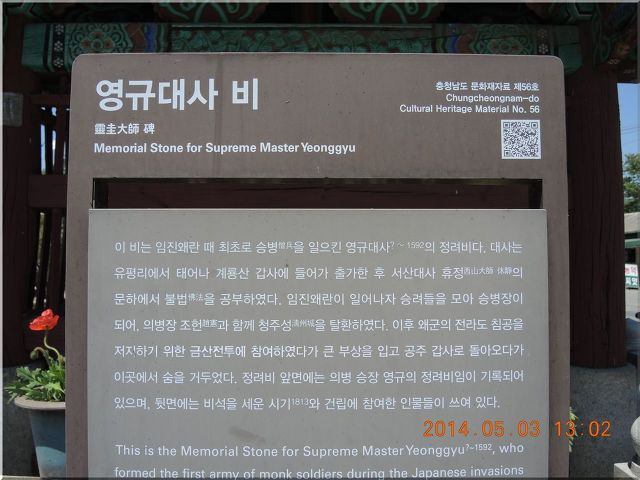 영규대사 비
靈圭大師 碑
Memorial Stone for Supreme Master Yeonggyu
충청남도 문화재자료 제56호
Chungcheongnam-do
Cultural Heritage Material No. 56
이 비는 임진왜란 때 최초로 승병僧兵을 일으킨 영규대사?~1592의 정려비다. 대사는
유평리에서 태어나 계룡산 갑사에 들어가 출가한 후 서산대사 휴정西山大師 休靜의
문하에서 불법佛法을 공부하였다. 임진왜란이 일어나자 승려들을 모아 승병장이
되어, 의병장 조헌趙憲과 함께 청주성淸州城을 탈환하였다. 이후 왜군의 전라도 침공을
저지하기 위한 금산전투에 참여하였다가 큰 부상을 입고 공주 갑사로 돌아오다가
이곳에서 숨을 거두었다. 정려비 앞면에는 의병 승장 영규의 정려비임이 기록되어
있으며, 뒷면에는 비석을 세운 시기1813와 건립에 참여한 인물들이 쓰여 있다.
This is the Memorial Stone for Supreme Master Yeonggyu?~1592, who
formed the first army of monk soldiers during the Japanese invasions
2014.05.03 13:02